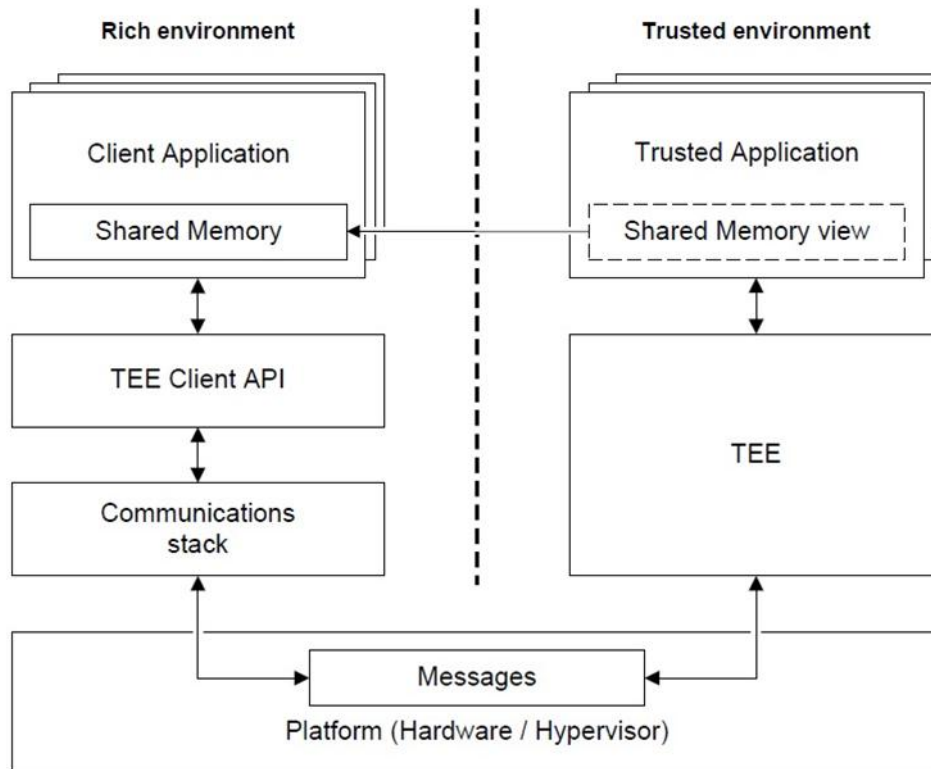 Rich environment
Trusted environment
Client Application
Trusted Application
Shared Memory
Shared Memory view
TEE Client API
TEE
Communications
stack
Messages
Platform (Hardware / Hypervisor)